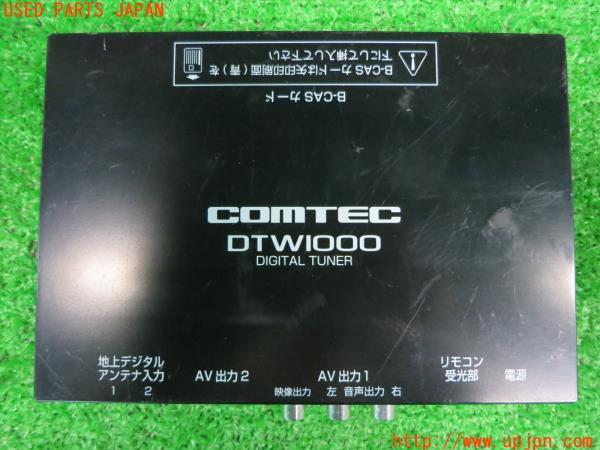 USED PARTS JAPAN
B-CASカード
B-CASカードは矢印印刷面(青)を
下にして挿入して下さい
COMTEC
DTW1000
DIGITAL TUNER
地上デジタル
アンテナ入力
1 2
AV出力2
AV出力1
映像出力 左 音声出力 右
リモコン
受光部
電源
http://www.upjpn.com